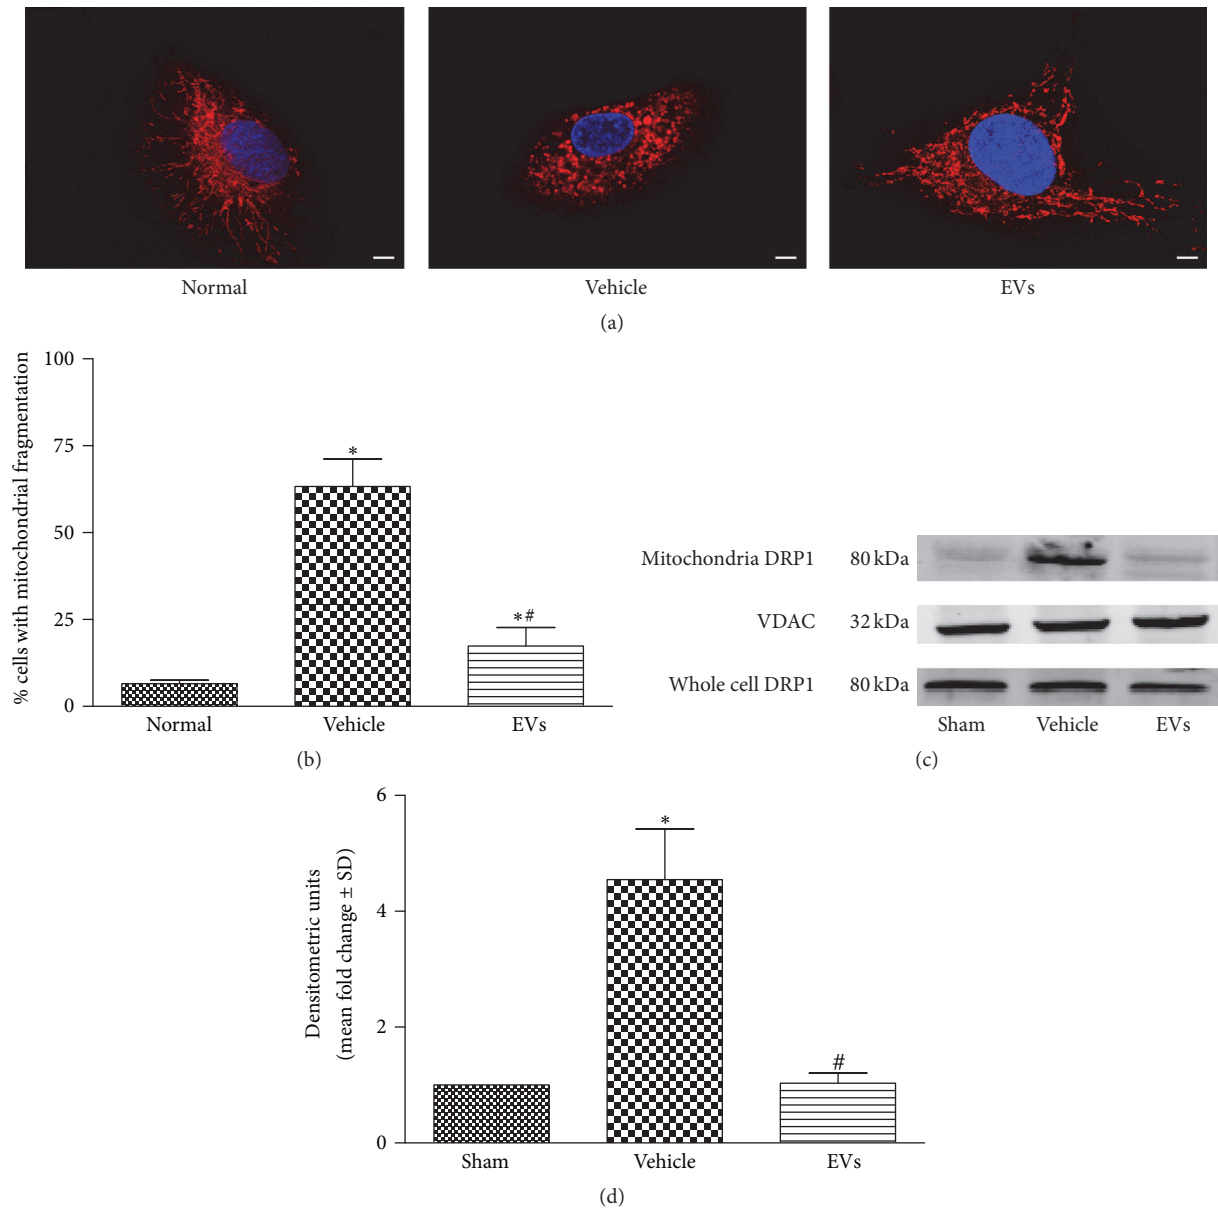 Normal
Vehicle
EVs
(a)
% cells with mitochondrial fragmentation
100
75
50
25
0
*
*#
Normal
Vehicle
EVs
(b)
Mitochondria DRP1 80 kDa
VDAC 32 kDa
Whole cell DRP1 80 kDa
Sham
Vehicle
EVs
(c)
Densitometric units
(mean fold change ± SD)
6
4
2
0
*
#
Sham
Vehicle
EVs
(d)